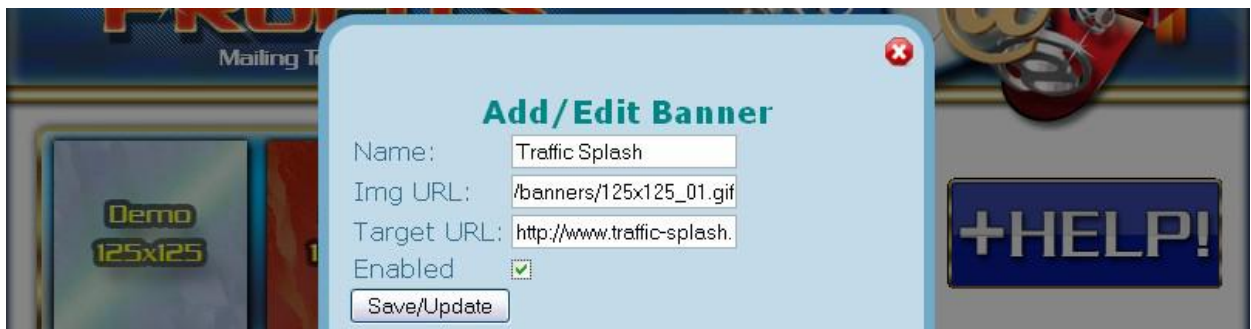 Mailing
Add/Edit Banner
Name: Traffic Splash
Img URL: /banners/125x125_01.gif
Target URL: http://www.traffic-splash.
Enabled
Save/Update
Demo
125x125
+HELP!